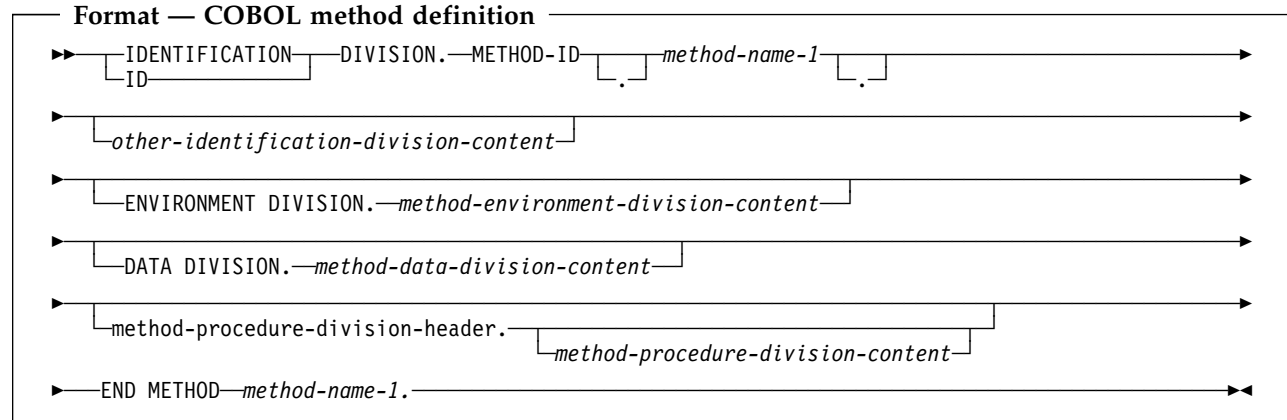 Format — COBOL method definition
IDENTIFICATION DIVISION. METHOD-ID . method-name-1 .
ID
other-identification-division-content
ENVIRONMENT DIVISION. method-environment-division-content
DATA DIVISION. method-data-division-content
method-procedure-division-header.
method-procedure-division-content
END METHOD method-name-1.